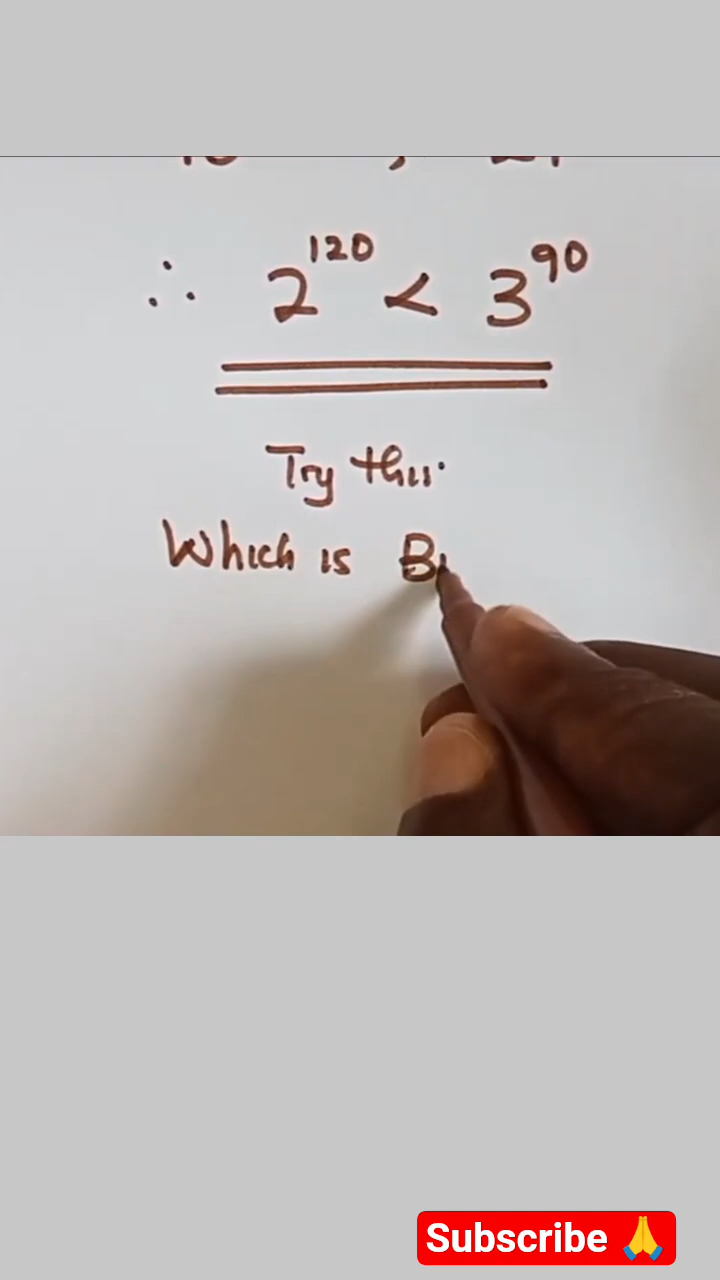 ∴ 2^120 < 3^90
Try this.
Which is B
Subscribe 🙏